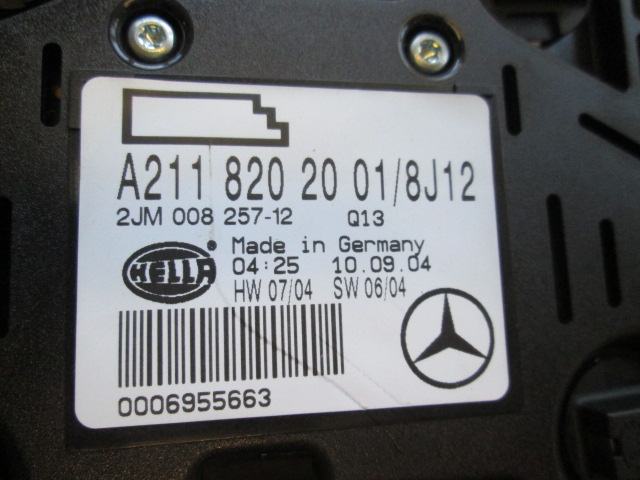 A211 820 20 01/8J12
2JM 008 257-12 Q13
HELLA ® Made in Germany
04:25 10.09.04
HW 07/04 SW 06/04
0006955663